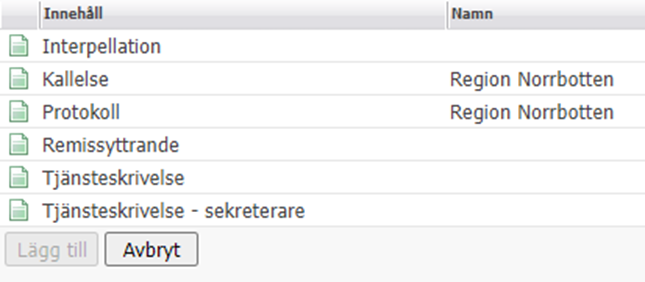 Innehåll Namn
Interpellation
Kallelse Region Norrbotten
Protokoll Region Norrbotten
Remissyttrande
Tjänsteskrivelse
Tjänsteskrivelse - sekreterare
Lägg till Avbryt